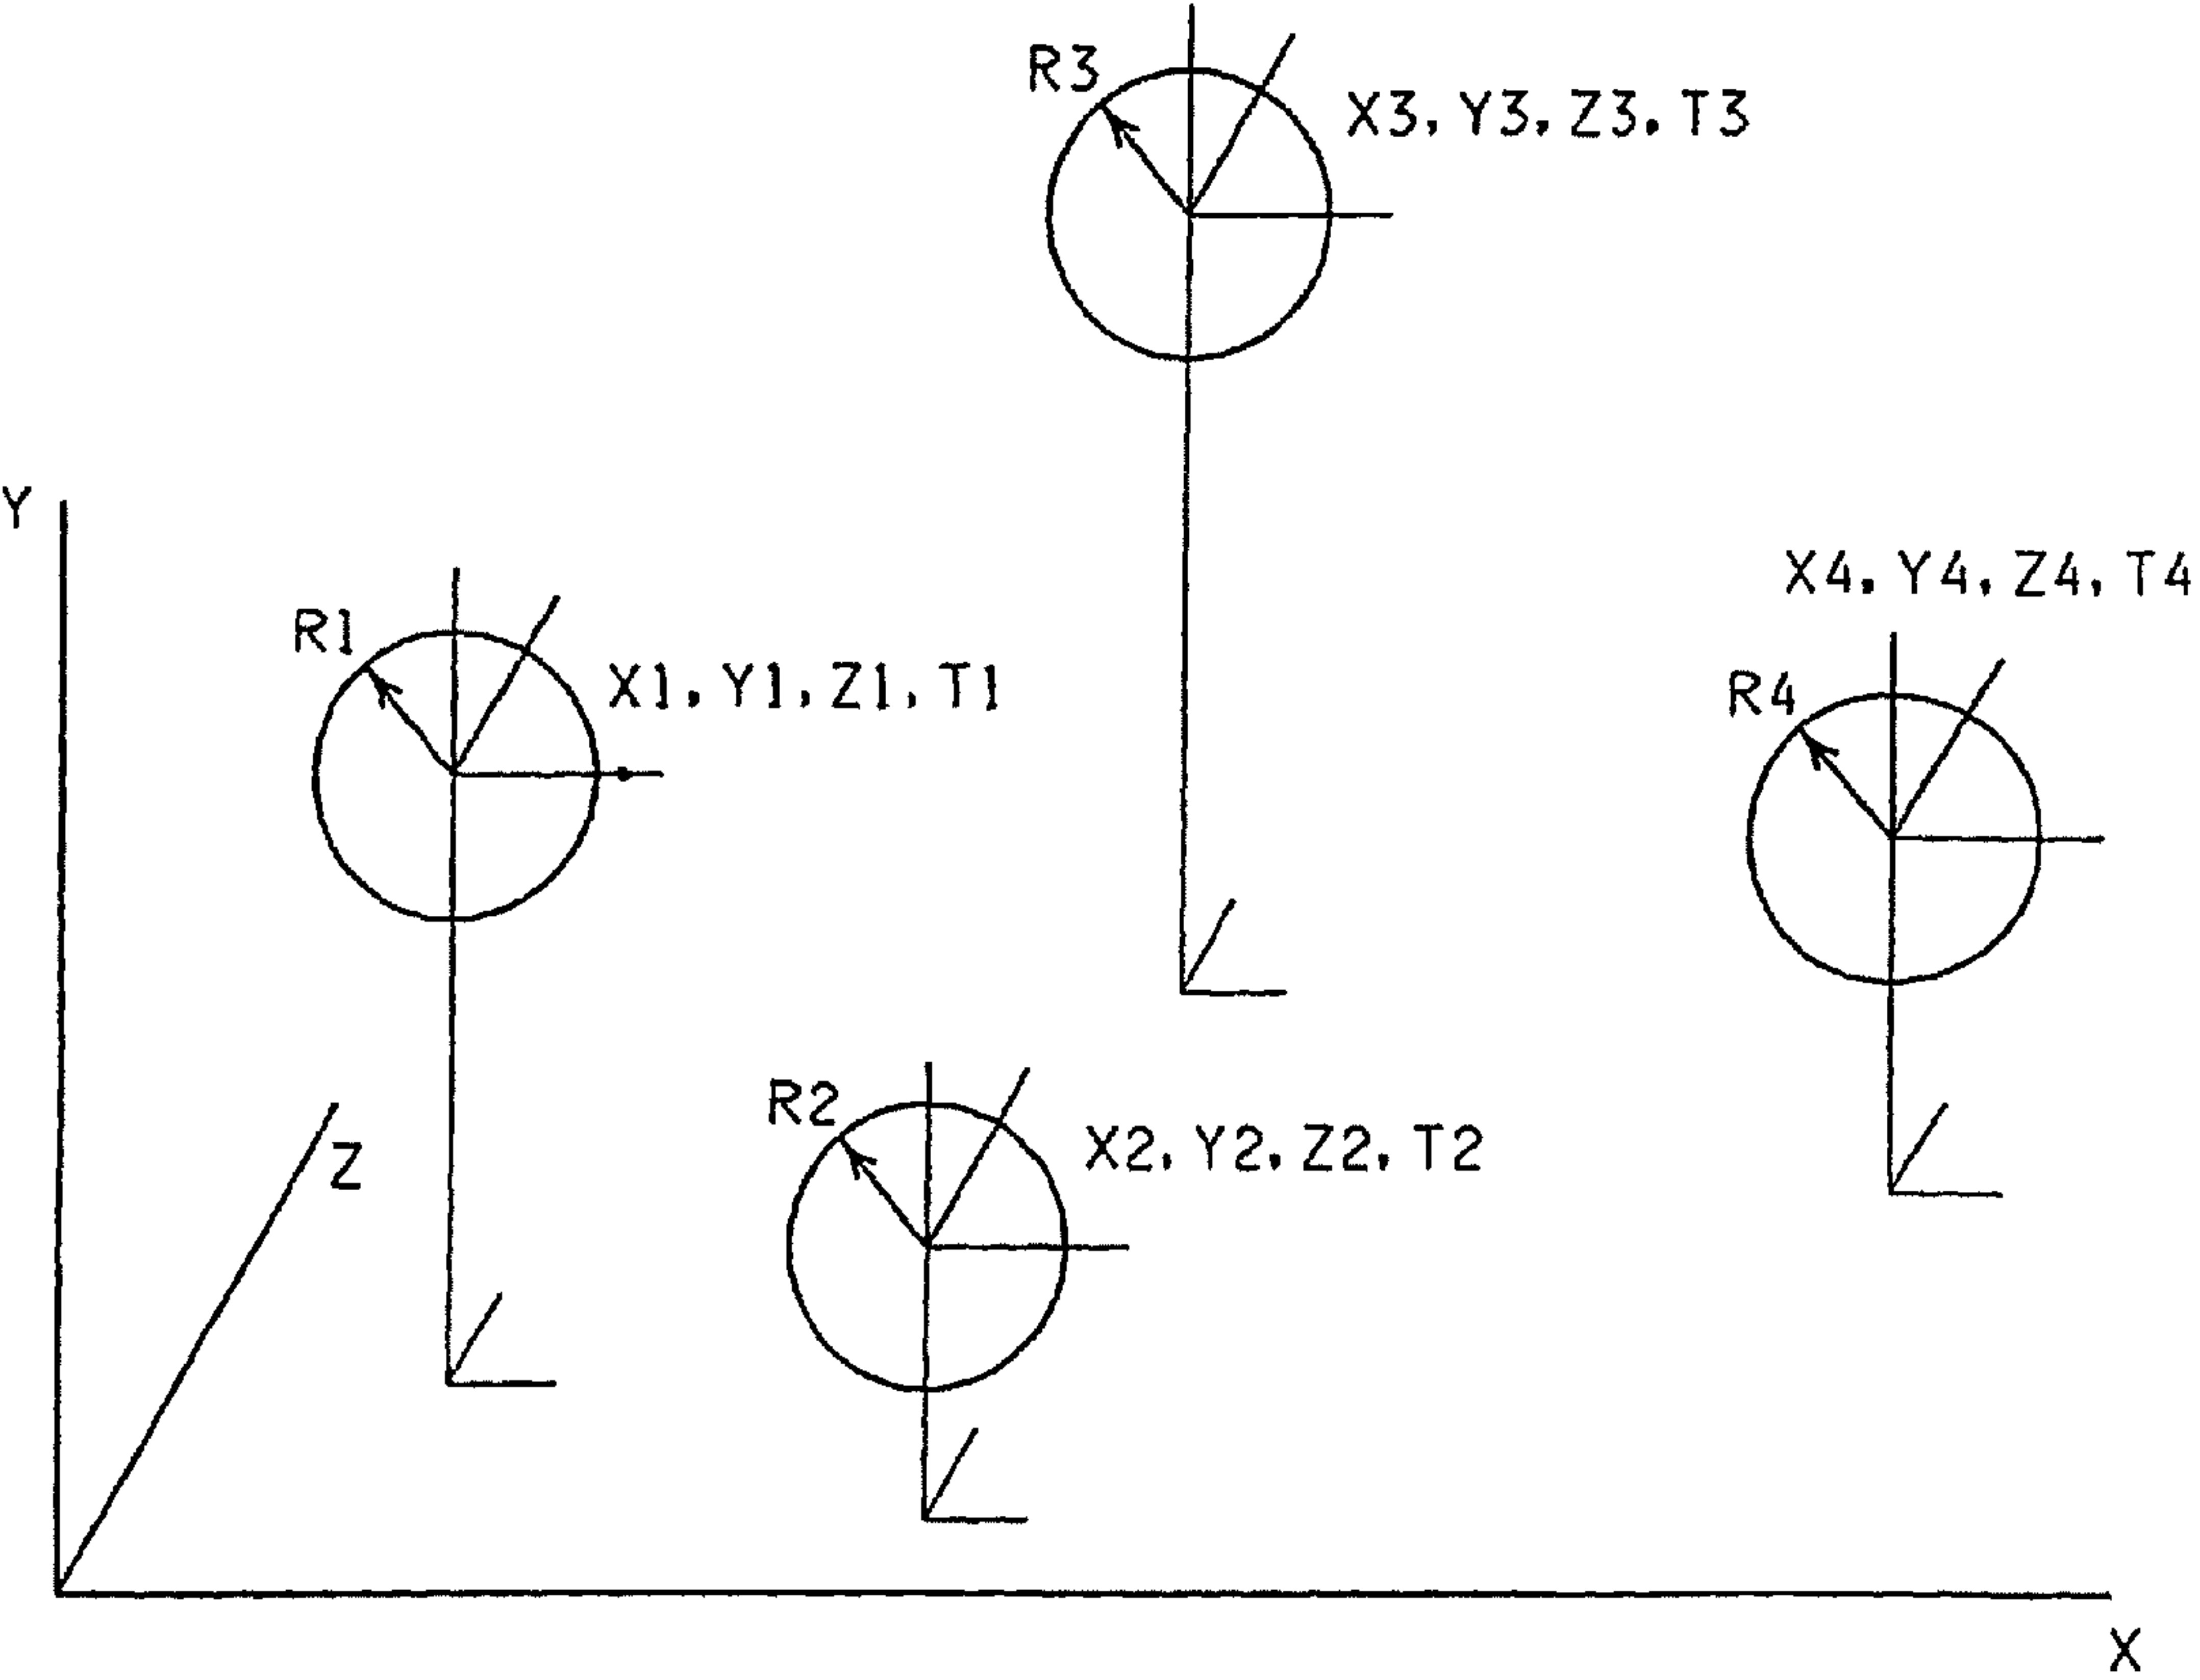 R3
X3, Y3, Z3, T3
Y
X4, Y4, Z4, T4
R1
X1, Y1, Z1, T1
R4
R2
X2, Y2, Z2, T2
Z
X